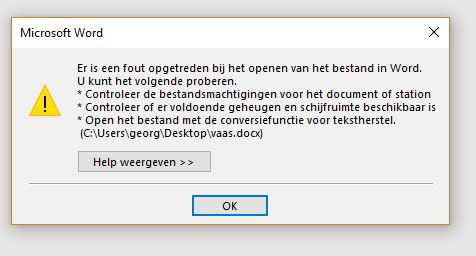 Microsoft Word
Er is een fout opgetreden bij het openen van het bestand in Word.
U kunt het volgende proberen.
* Controleer de bestandsmachtigingen voor het document of station
* Controleer of er voldoende geheugen en schijfruimte beschikbaar is
* Open het bestand met de conversiefunctie voor tekstherstel.
(C:\Users\georg\Desktop\vaas.docx)
Help weergeven >>
OK